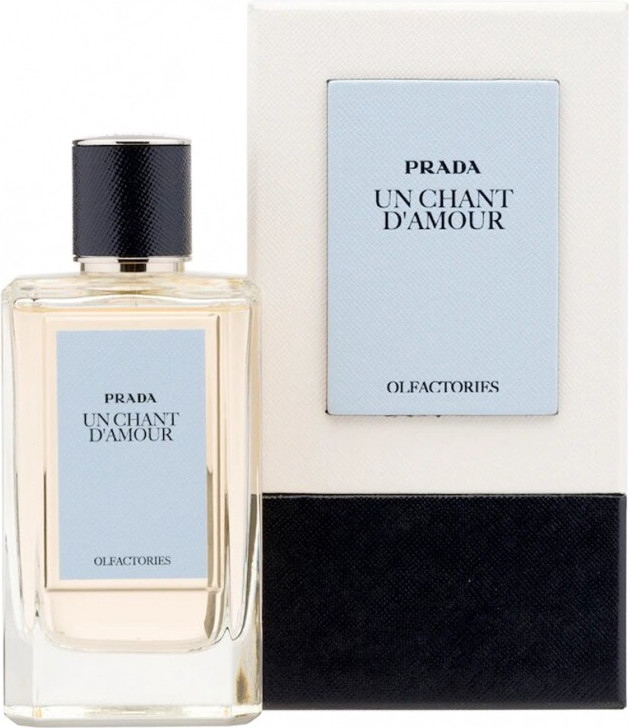 PRADA
UN CHANT
D'AMOUR
OLFACTORIES
PRADA
UN CHANT
D'AMOUR
OLFACTORIES